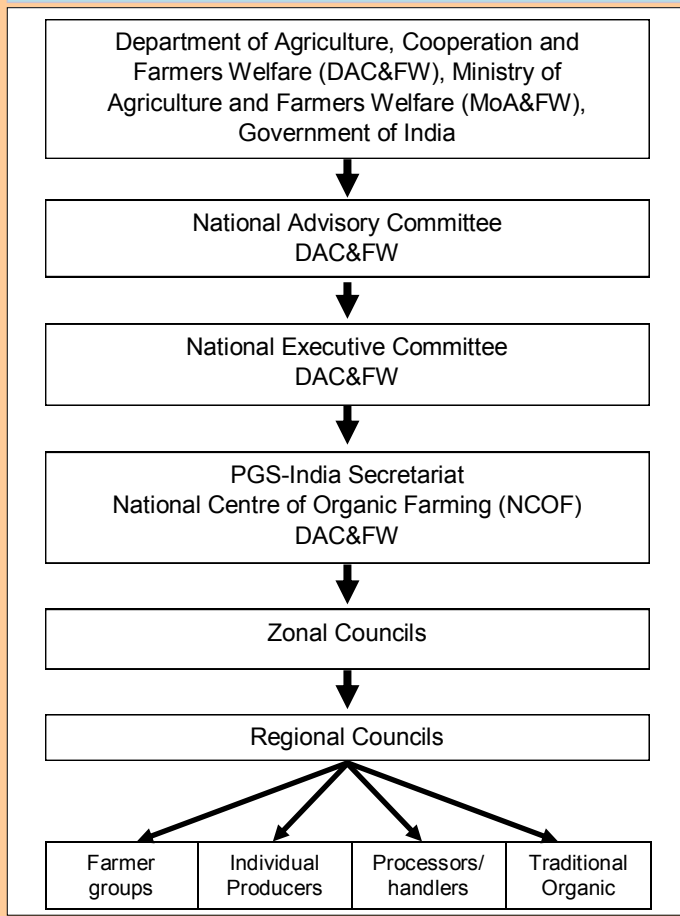 Department of Agriculture, Cooperation and
Farmers Welfare (DAC&FW), Ministry of
Agriculture and Farmers Welfare (MoA&FW),
Government of India
National Advisory Committee
DAC&FW
National Executive Committee
DAC&FW
PGS-India Secretariat
National Centre of Organic Farming (NCOF)
DAC&FW
Zonal Councils
Regional Councils
Farmer
groups
Individual
Producers
Processors/
handlers
Traditional
Organic